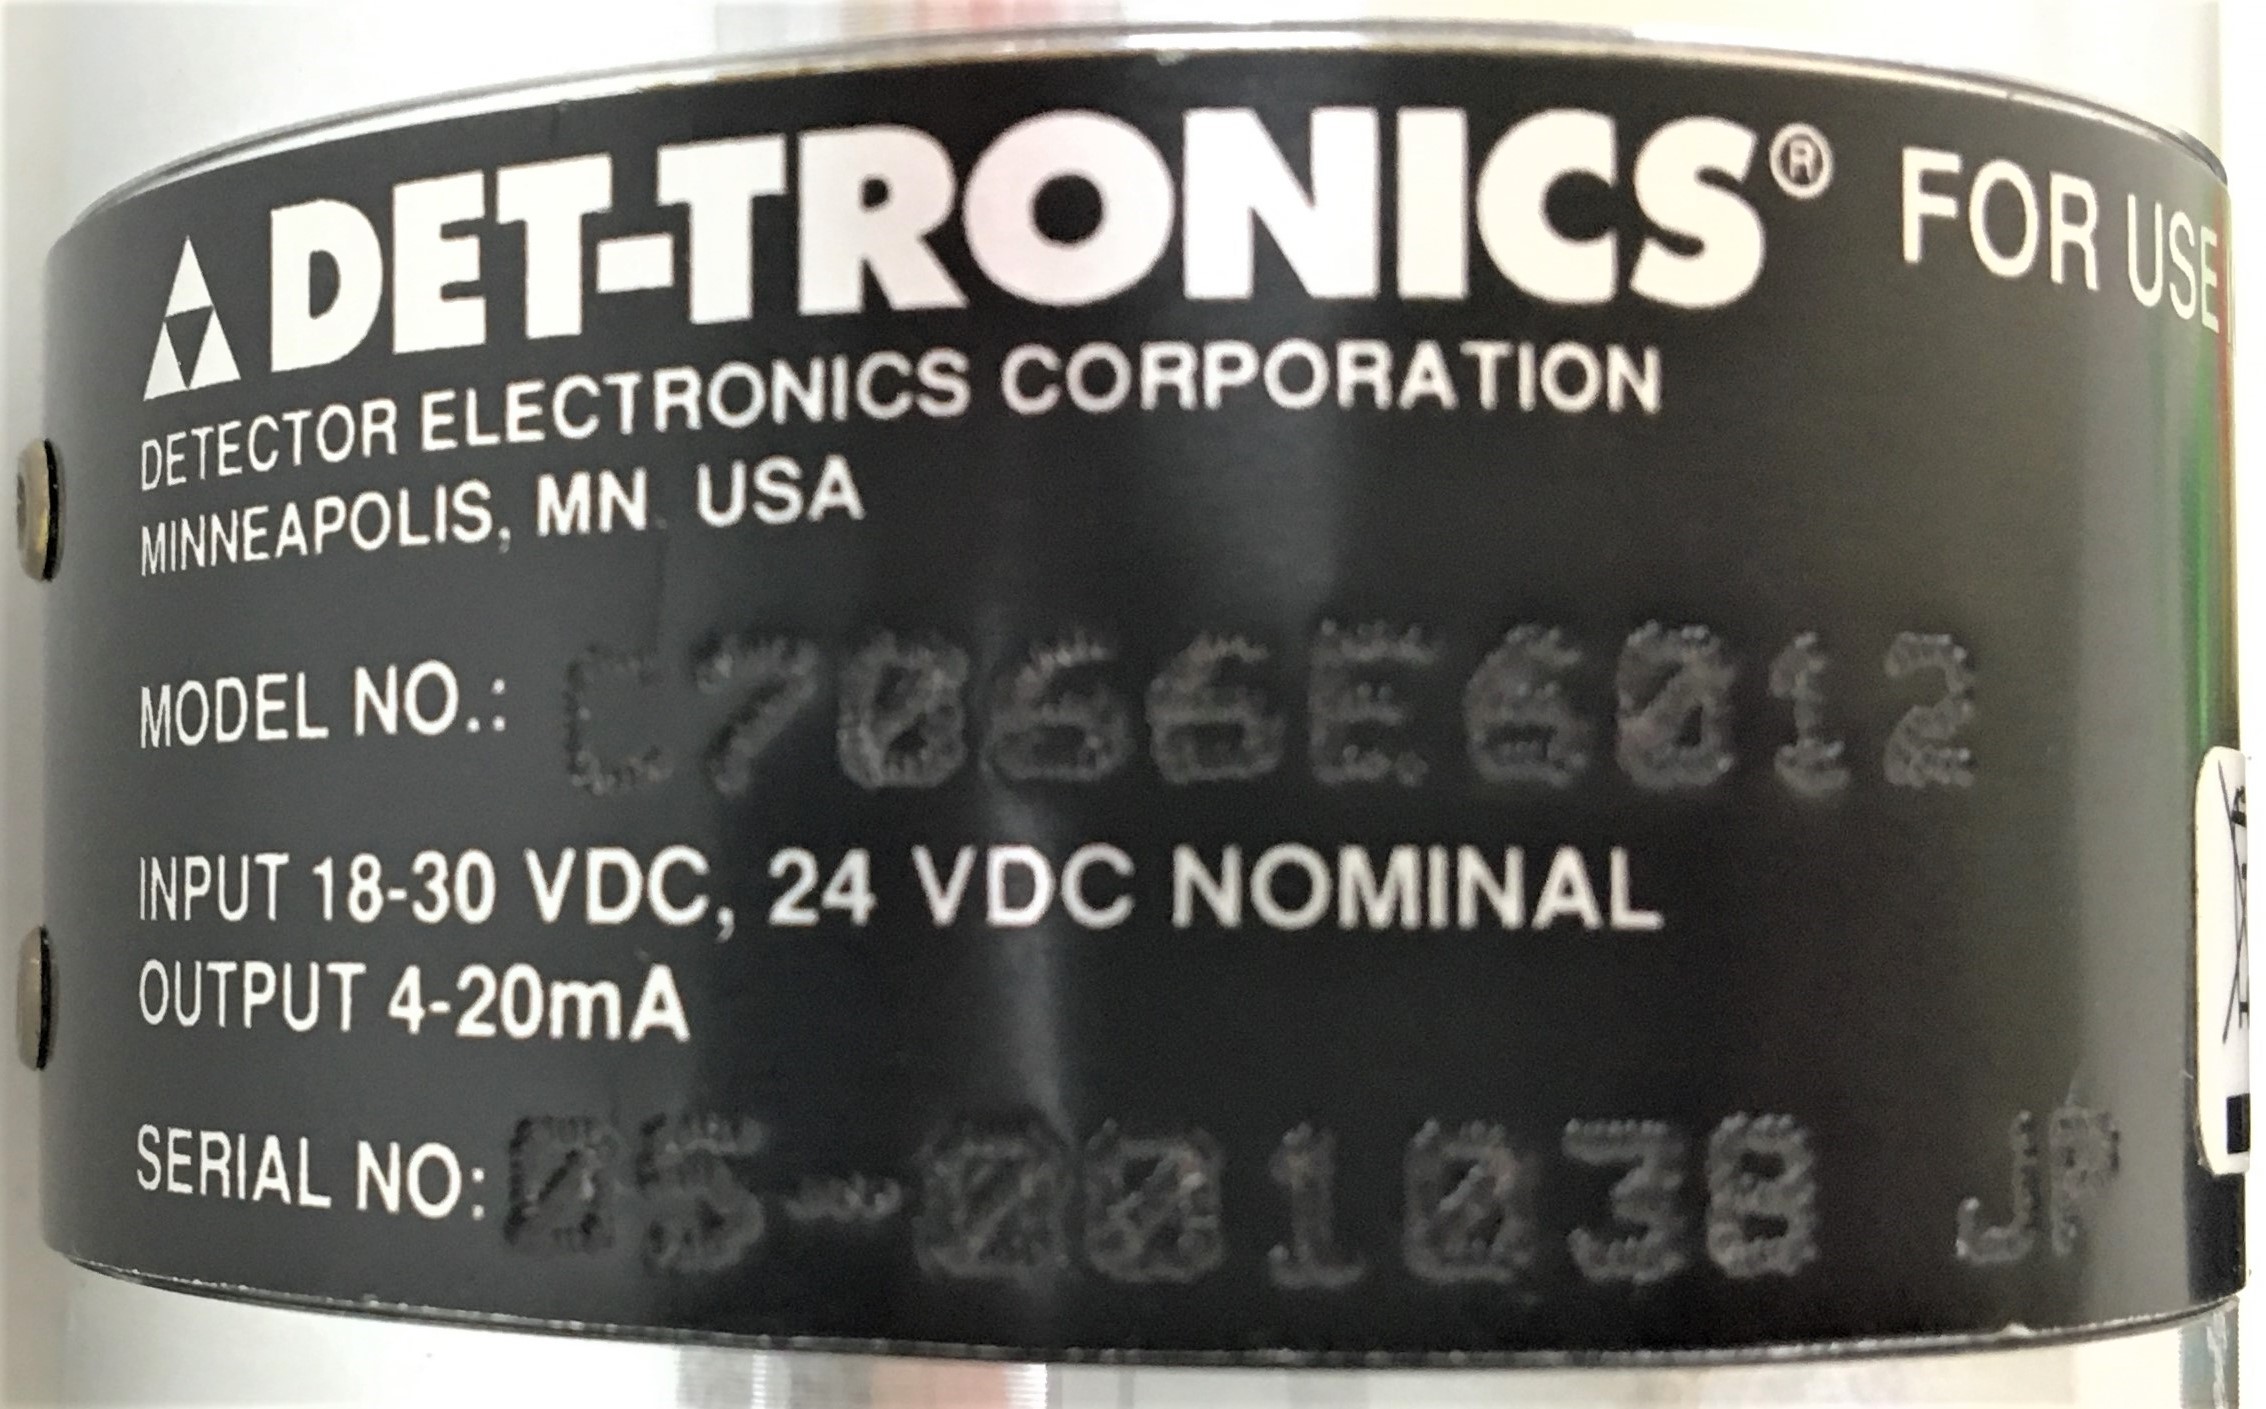 DET-TRONICS® FOR USE
DETECTOR ELECTRONICS CORPORATION
MINNEAPOLIS, MN USA
MODEL NO.: C7066E6012
INPUT 18-30 VDC, 24 VDC NOMINAL
OUTPUT 4-20mA
SERIAL NO: 05-001038 JP